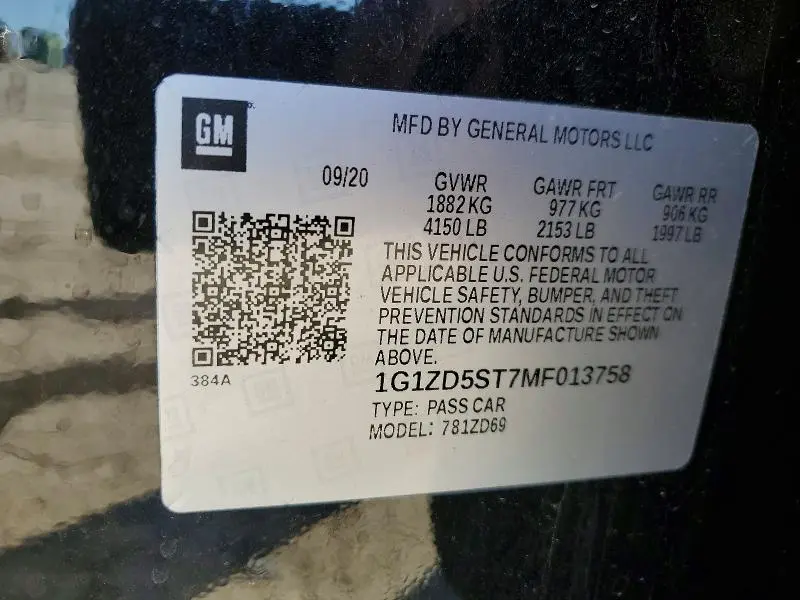 GM
MFD BY GENERAL MOTORS LLC
09/20 GVWR GAWR FRT GAWR RR
1882 KG 977 KG 906 KG
4150 LB 2153 LB 1997 LB
THIS VEHICLE CONFORMS TO ALL
APPLICABLE U.S. FEDERAL MOTOR
VEHICLE SAFETY, BUMPER, AND THEFT
PREVENTION STANDARDS IN EFFECT ON
THE DATE OF MANUFACTURE SHOWN
ABOVE.
384A
1G1ZD5ST7MF013758
TYPE: PASS CAR
MODEL: 781ZD69